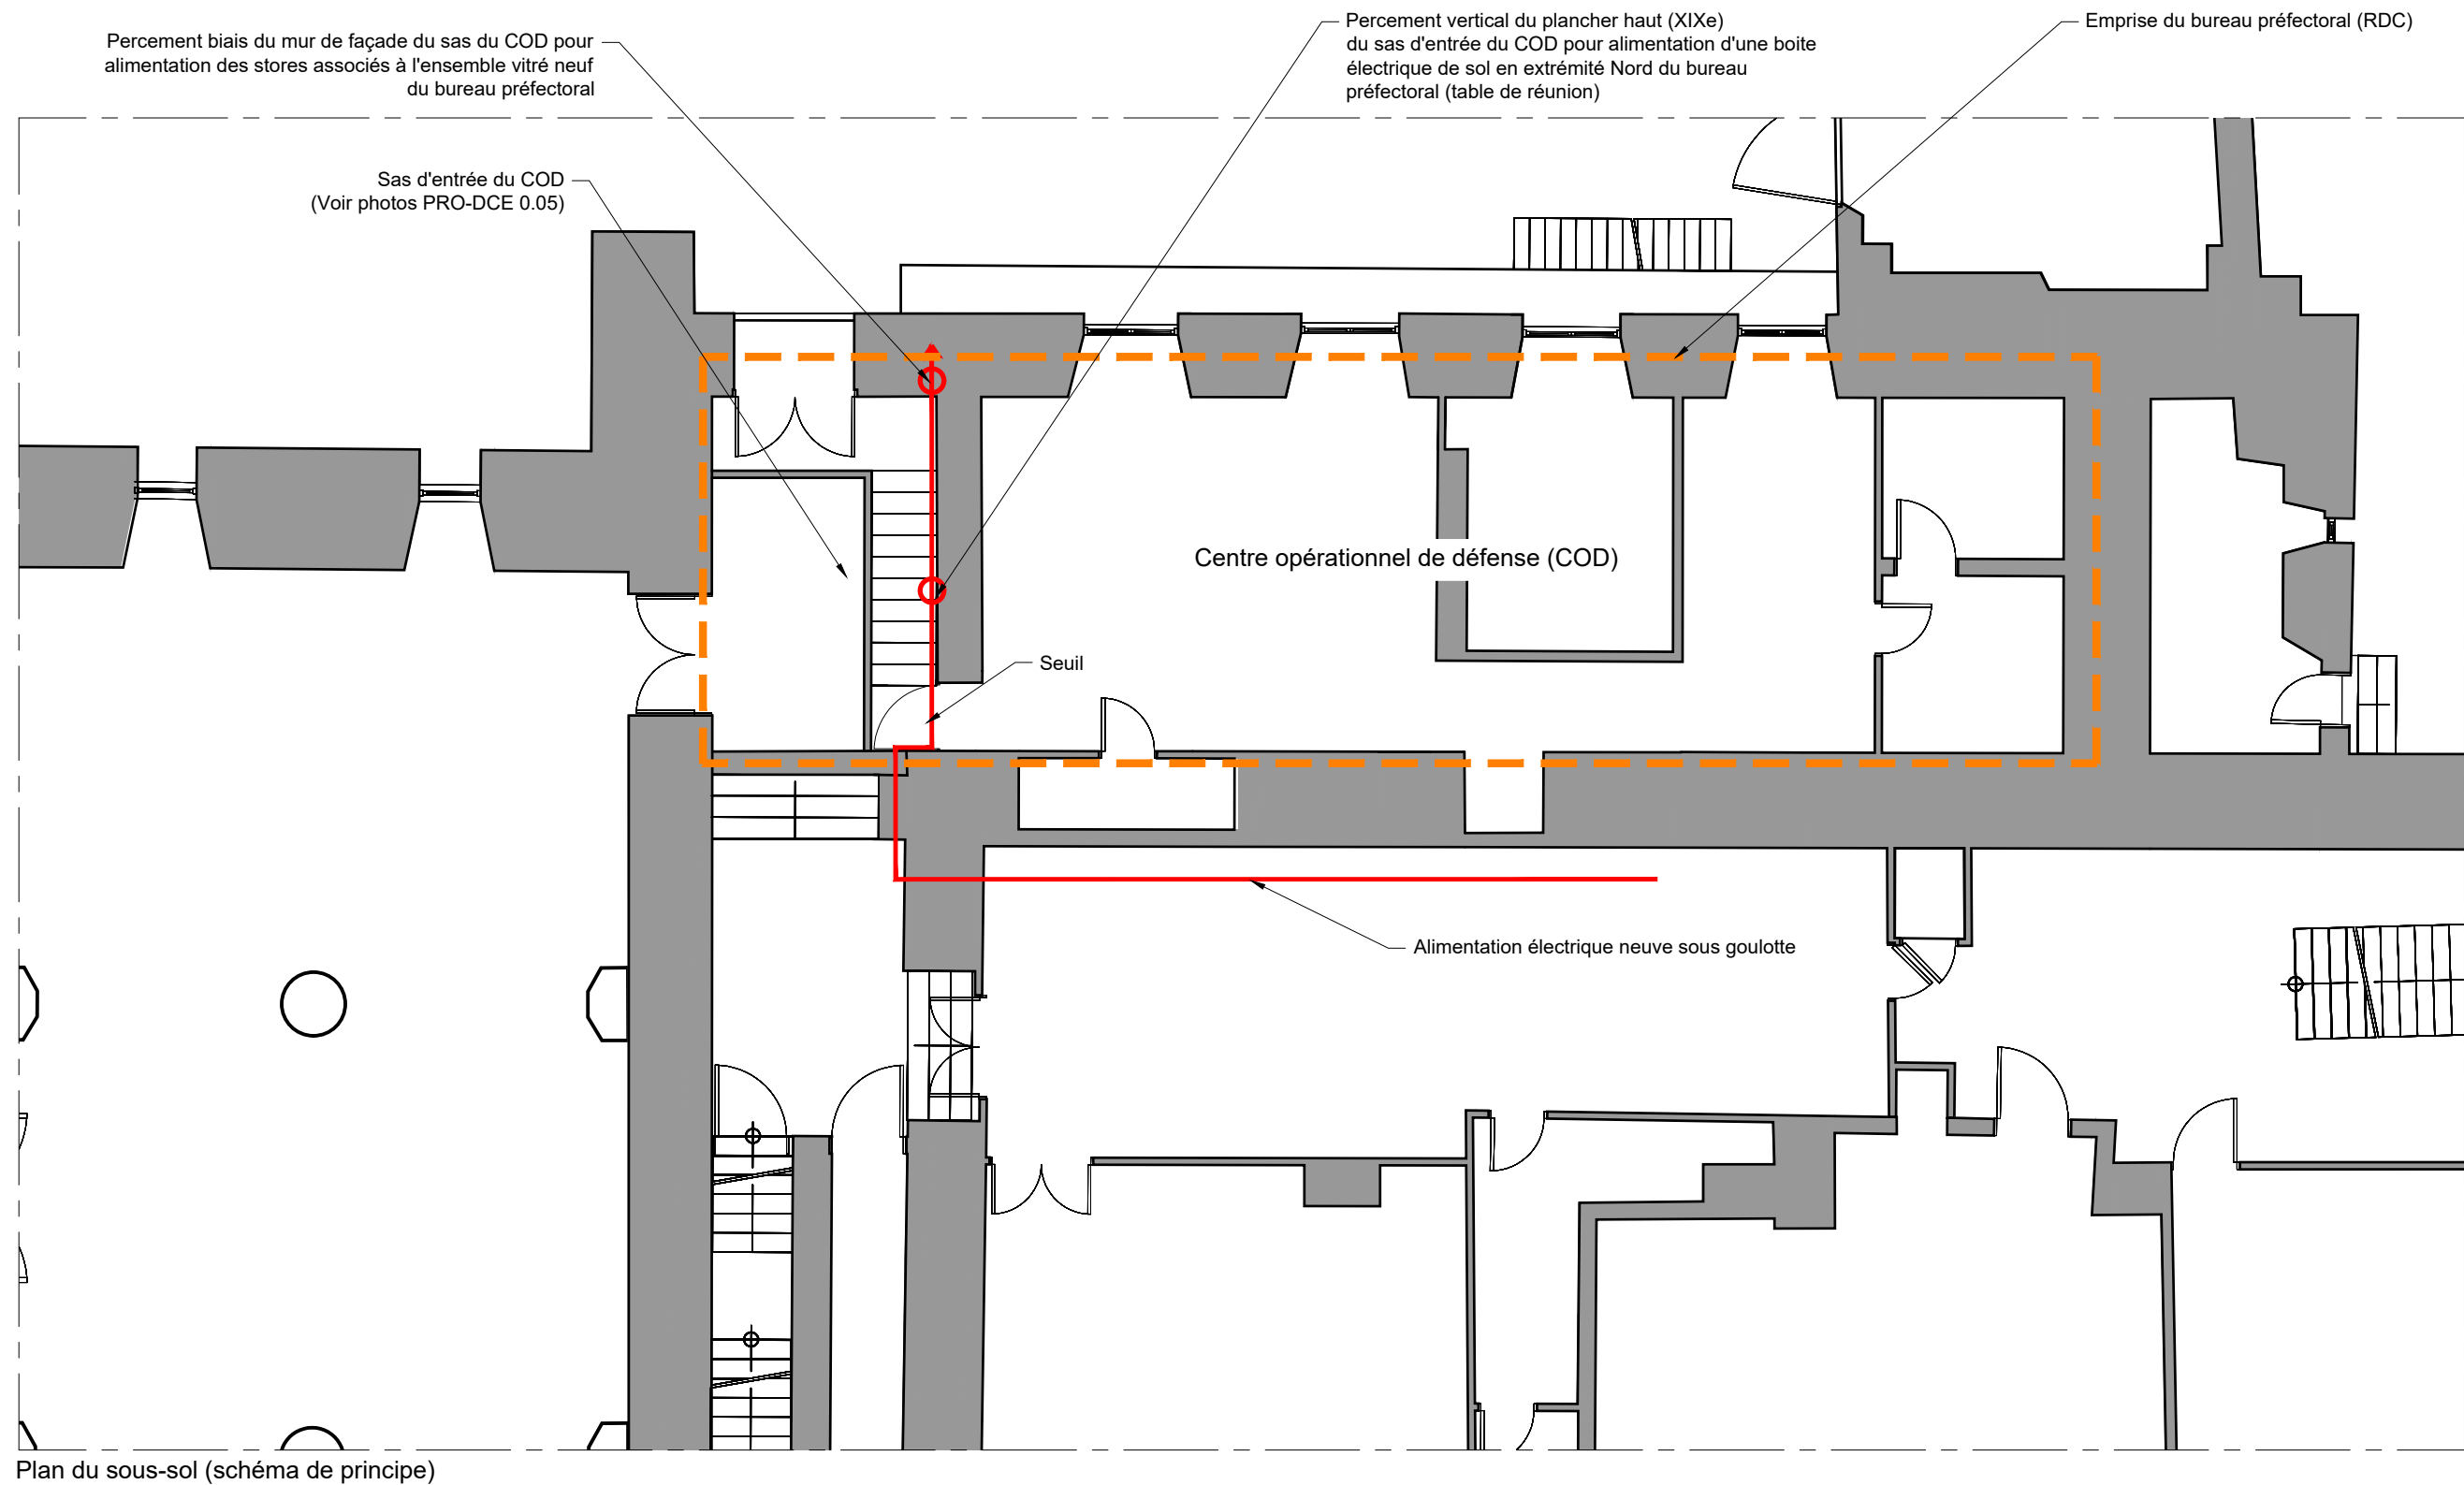 Percement biais du mur de façade du sas du COD pour
alimentation des stores associés à l'ensemble vitré neuf
du bureau préfectoral
Percement vertical du plancher haut (XIXe)
du sas d'entrée du COD pour alimentation d'une boite
électrique de sol en extrémité Nord du bureau
préfectoral (table de réunion)
Emprise du bureau préfectoral (RDC)
Sas d'entrée du COD
(Voir photos PRO-DCE 0.05)
Centre opérationnel de défense (COD)
Seuil
Alimentation électrique neuve sous goulotte
Plan du sous-sol (schéma de principe)